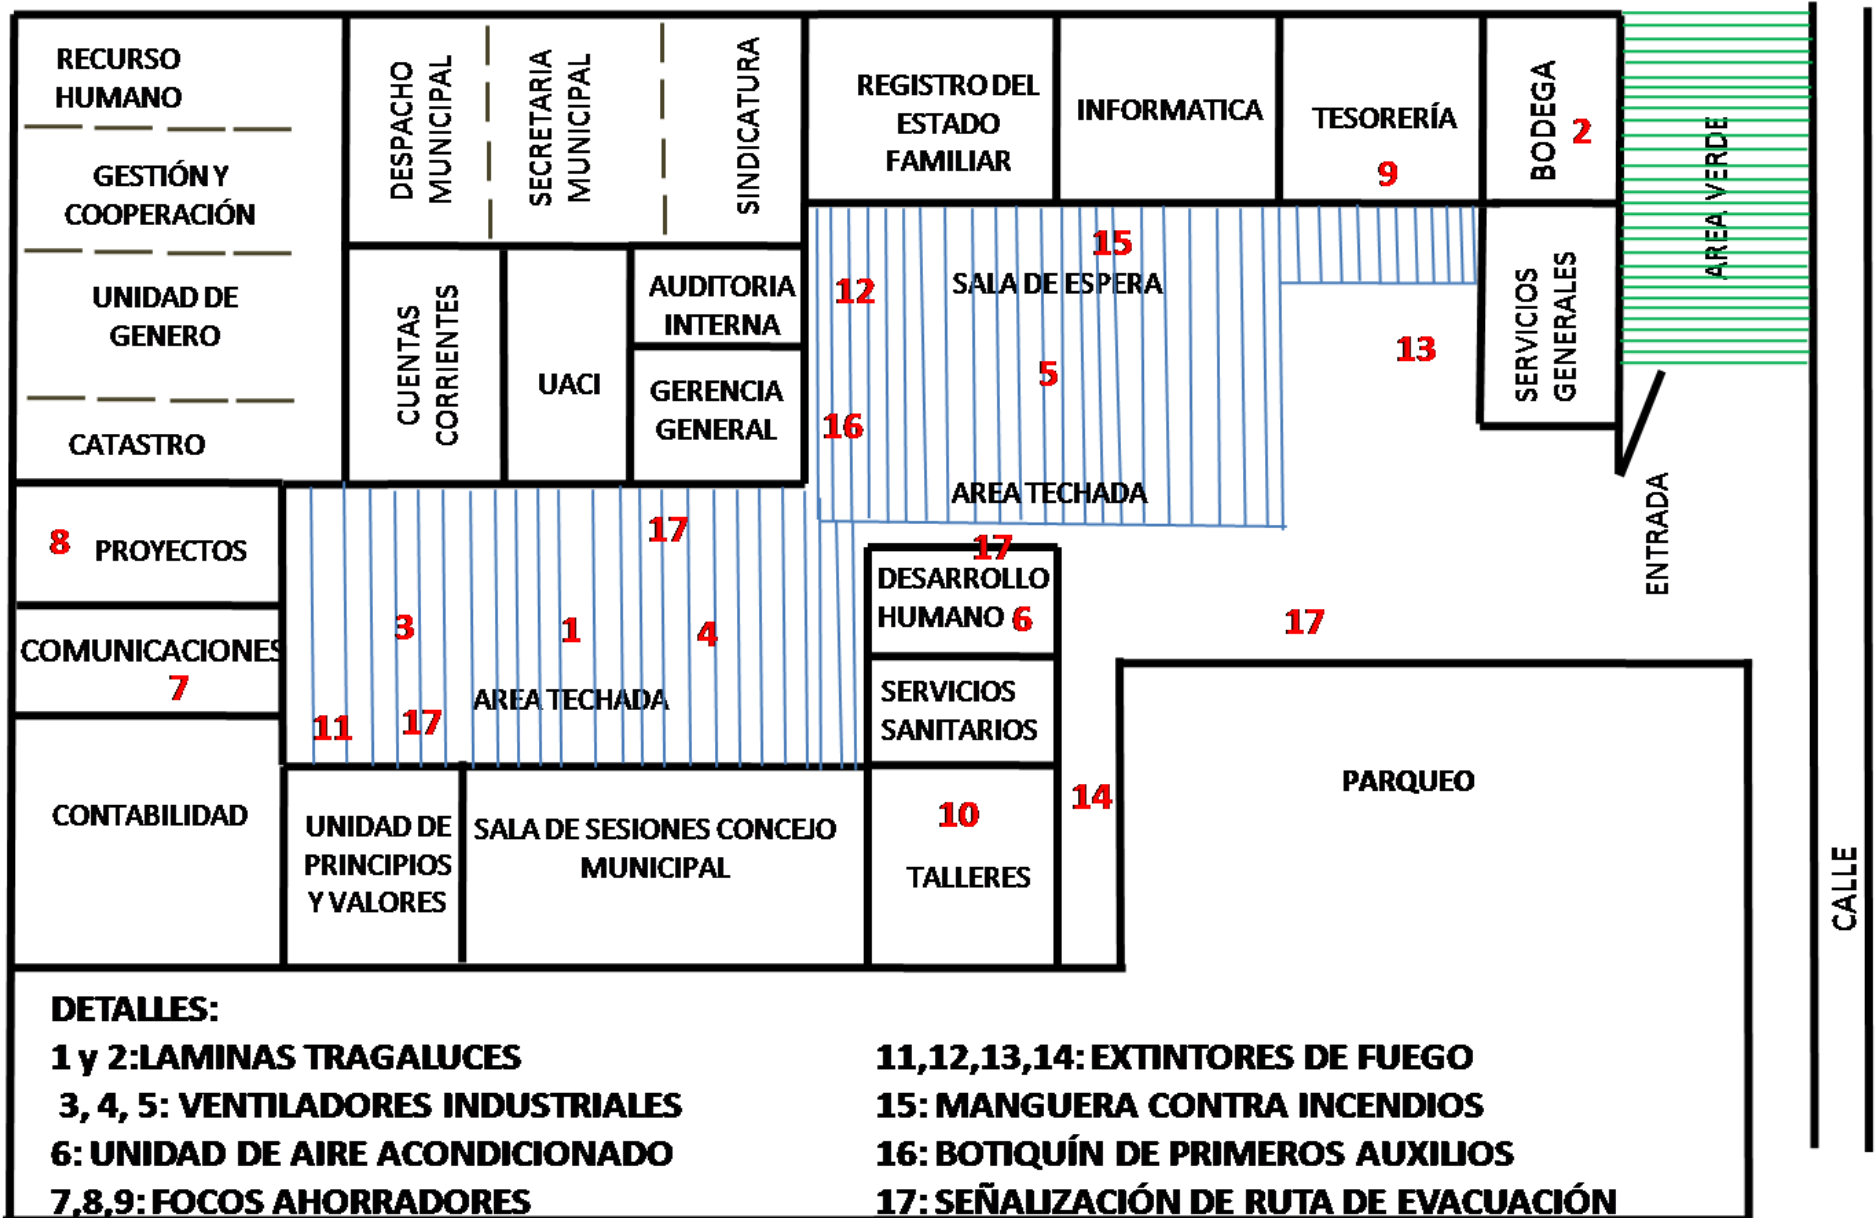 RECURSO
HUMANO
GESTIÓN Y
COOPERACIÓN
UNIDAD DE
GENERO
CATASTRO
DESPACHO
MUNICIPAL
SECRETARIA
MUNICIPAL
SINDICATURA
REGISTRO DEL
ESTADO
FAMILIAR
INFORMATICA
TESORERÍA
9
BODEGA
2
AREA VERDE
CUENTAS
CORRIENTES
UACI
AUDITORIA
INTERNA
GERENCIA
GENERAL
15
SALA DE ESPERA
12
5
16
AREA TECHADA
13
SERVICIOS
GENERALES
ENTRADA
8 PROYECTOS
COMUNICACIONES
7
CONTABILIDAD
17
3
1
4
AREA TECHADA
11
17
17
DESARROLLO
HUMANO 6
SERVICIOS
SANITARIOS
17
14
PARQUEO
CALLE
UNIDAD DE
PRINCIPIOS
Y VALORES
SALA DE SESIONES CONCEJO
MUNICIPAL
10
TALLERES
DETALLES:
1 y 2:LAMINAS TRAGALUCES
3, 4, 5: VENTILADORES INDUSTRIALES
6: UNIDAD DE AIRE ACONDICIONADO
7,8,9: FOCOS AHORRADORES
11,12,13,14: EXTINTORES DE FUEGO
15: MANGUERA CONTRA INCENDIOS
16: BOTIQUÍN DE PRIMEROS AUXILIOS
17: SEÑALIZACIÓN DE RUTA DE EVACUACIÓN